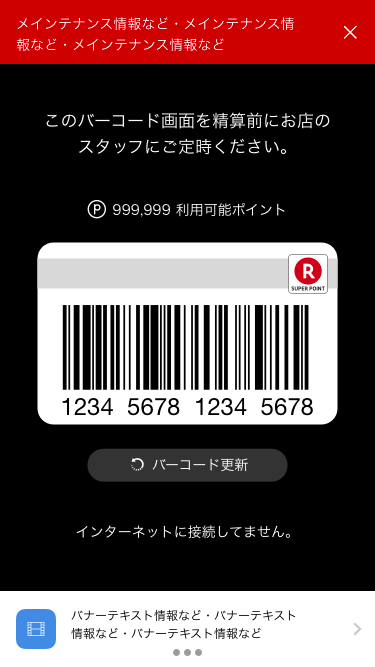 メインテナンス情報など・メインテナンス情
報など・メインテナンス情報など
このバーコード画面を精算前にお店の
スタッフにご定時ください。
P 999,999 利用可能ポイント
R
SUPER POINT
1234 5678 1234 5678
バーコード更新
インターネットに接続してません。
バナーテキスト情報など・バナーテキスト
情報など・バナーテキスト情報など